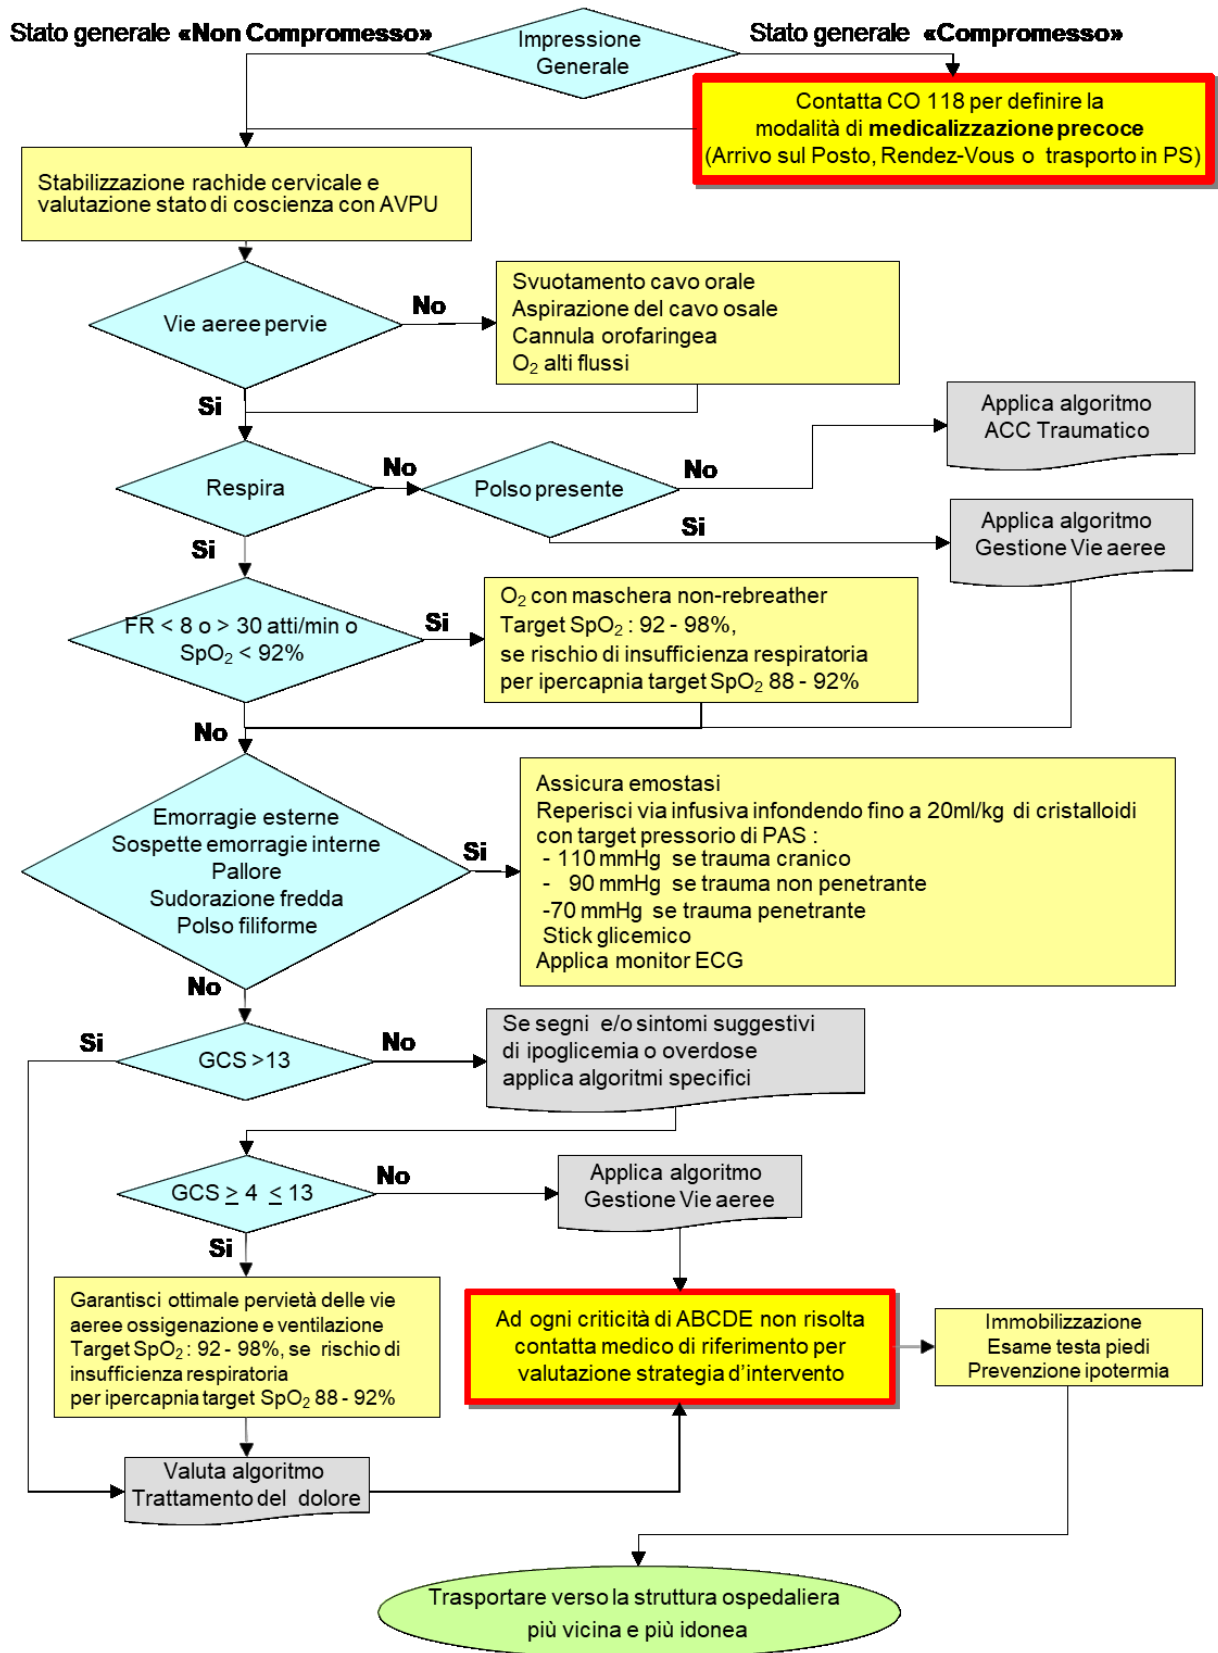 Stato generale «Non Compromesso»
Impressione
Generale
Stato generale «Compromesso»
Contatta CO 118 per definire la
modalità di medicalizzazione precoce
(Arrivo sul Posto, Rendez-Vous o trasporto in PS)
Stabilizzazione rachide cervicale e
valutazione stato di coscienza con AVPU
Vie aeree pervie
No
Svuotamento cavo orale
Aspirazione del cavo osale
Cannula orofaringea
O₂ alti flussi
Si
Applica algoritmo
ACC Traumatico
Respira
No
Polso presente
No
Si
Applica algoritmo
Gestione Vie aeree
Si
FR < 8 o > 30 atti/min o
SpO₂ < 92%
Si
O₂ con maschera non-rebreather
Target SpO₂ : 92 - 98%,
se rischio di insufficienza respiratoria
per ipercapnia target SpO₂ 88 - 92%
No
Emorragie esterne
Sospette emorragie interne
Pallore
Sudorazione fredda
Polso filiforme
Si
Assicura emostasi
Reperisci via infusiva infondendo fino a 20ml/kg di cristalloidi
con target pressorio di PAS :
- 110 mmHg se trauma cranico
- 90 mmHg se trauma non penetrante
-70 mmHg se trauma penetrante
Stick glicemico
Applica monitor ECG
No
Si
GCS >13
No
Se segni e/o sintomi suggestivi
di ipoglicemia o overdose
applica algoritmi specifici
GCS ≥ 4 ≤ 13
No
Applica algoritmo
Gestione Vie aeree
Si
Garantisci ottimale pervietà delle vie
aeree ossigenazione e ventilazione
Target SpO₂ : 92 - 98%, se rischio di
insufficienza respiratoria
per ipercapnia target SpO₂ 88 - 92%
Ad ogni criticità di ABCDE non risolta
contatta medico di riferimento per
valutazione strategia d'intervento
Immobilizzazione
Esame testa piedi
Prevenzione ipotermia
Valuta algoritmo
Trattamento del dolore
Trasportare verso la struttura ospedaliera
più vicina e più idonea